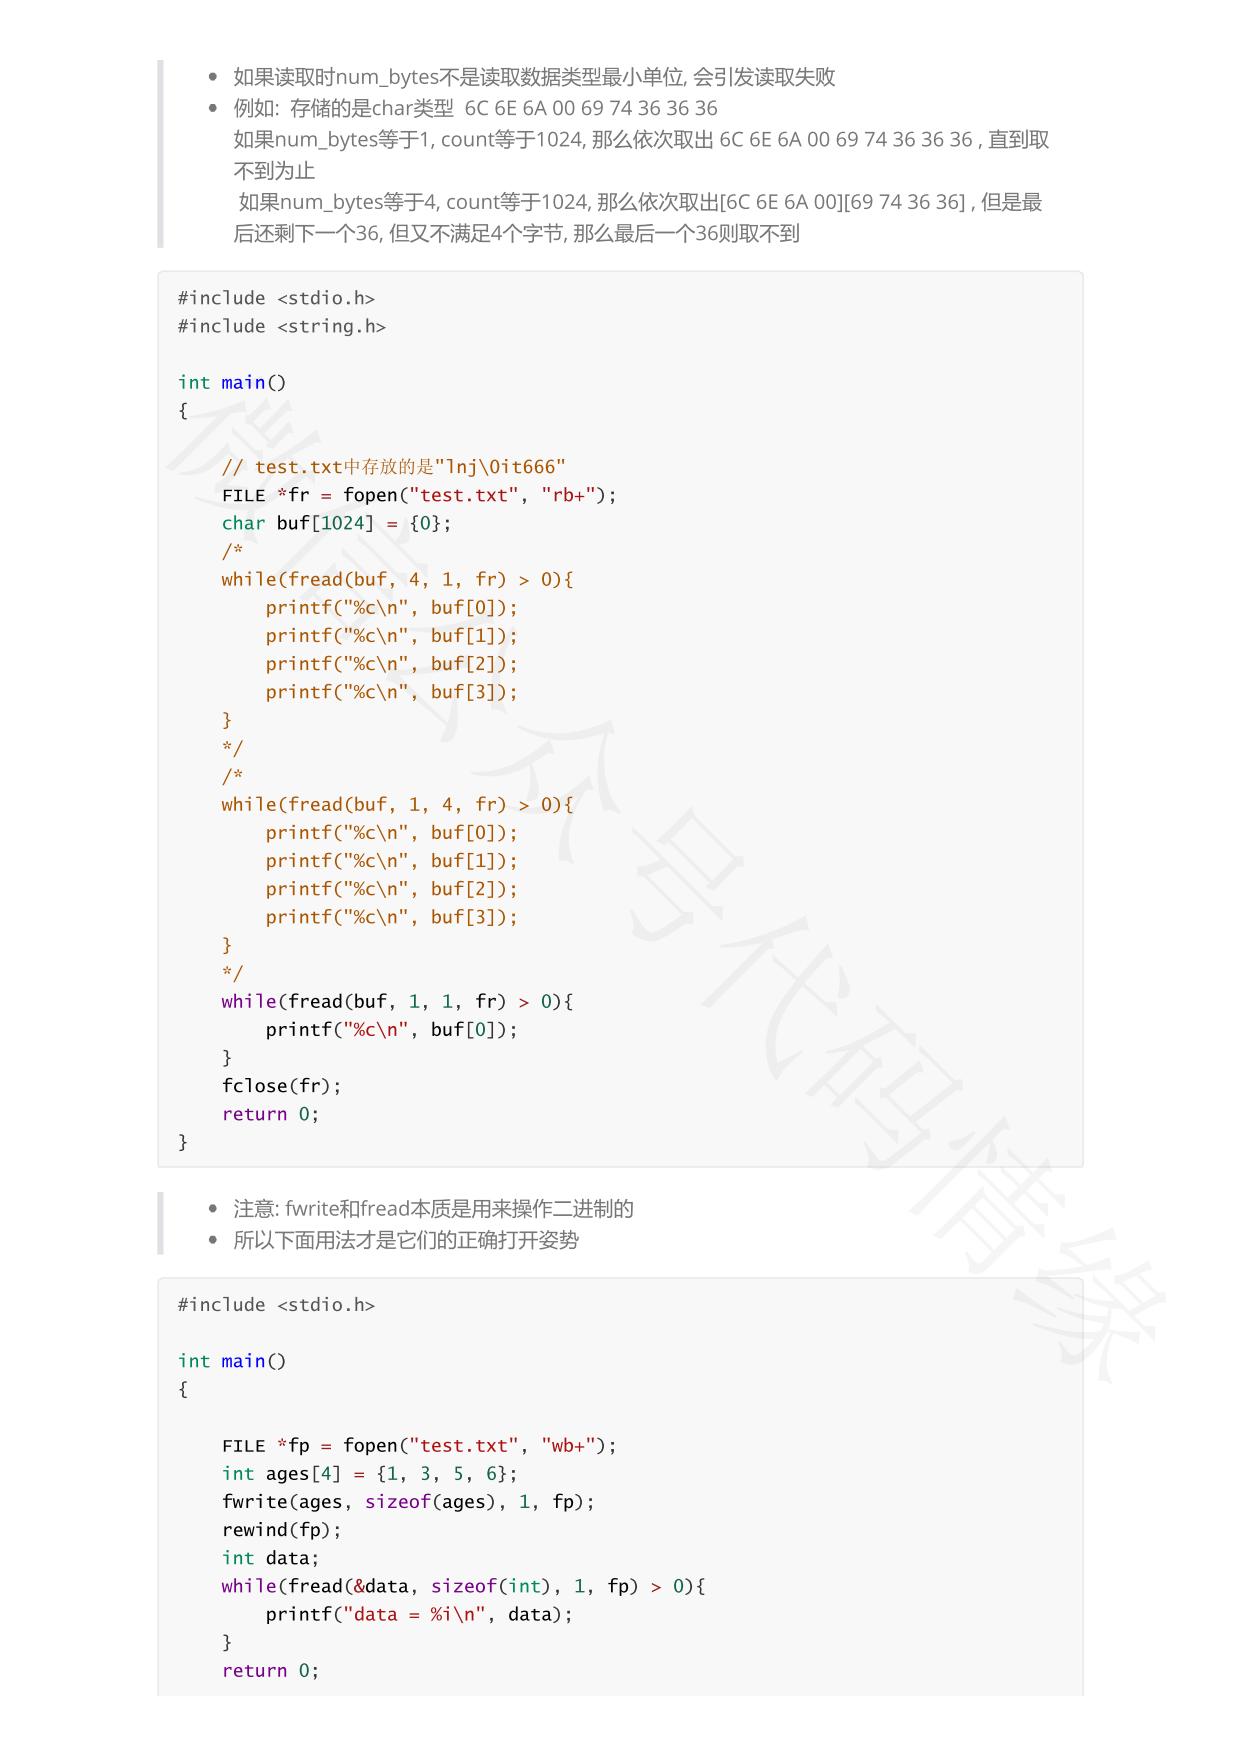 如果读取时num_bytes不是读取数据类型最小单位, 会引发读取失败
例如:  存储的是char类型  6C 6E 6A 00 69 74 36 36 36
如果num_bytes等于1, count等于1024, 那么依次取出 6C 6E 6A 00 69 74 36 36 36 , 直到取
不到为止
如果num_bytes等于4, count等于1024, 那么依次取出[6C 6E 6A 00][69 74 36 36] , 但是最
后还剩下一个36, 但又不满足4个字节, 那么最后一个36则取不到
#include <stdio.h>
#include <string.h>
int main()
{
    // test.txt中存放的是"lnj\0it666"
    FILE *fr = fopen("test.txt", "rb+");
    char buf[1024] = {0};
    /*
    while(fread(buf, 4, 1, fr) > 0){
        printf("%c\n", buf[0]);
        printf("%c\n", buf[1]);
        printf("%c\n", buf[2]);
        printf("%c\n", buf[3]);
    }
    */
    /*
    while(fread(buf, 1, 4, fr) > 0){
        printf("%c\n", buf[0]);
        printf("%c\n", buf[1]);
        printf("%c\n", buf[2]);
        printf("%c\n", buf[3]);
    }
    */
    while(fread(buf, 1, 1, fr) > 0){
        printf("%c\n", buf[0]);
    }
    fclose(fr);
    return 0;
}
注意: fwrite和fread本质是用来操作二进制的
所以下面用法才是它们的正确打开姿势
#include <stdio.h>
int main()
{
    FILE *fp = fopen("test.txt", "wb+");
    int ages[4] = {1, 3, 5, 6};
    fwrite(ages, sizeof(ages), 1, fp);
    rewind(fp);
    int data;
    while(fread(&data, sizeof(int), 1, fp) > 0){
        printf("data = %i\n", data);
    }
    return 0;
微信公众号代码情缘